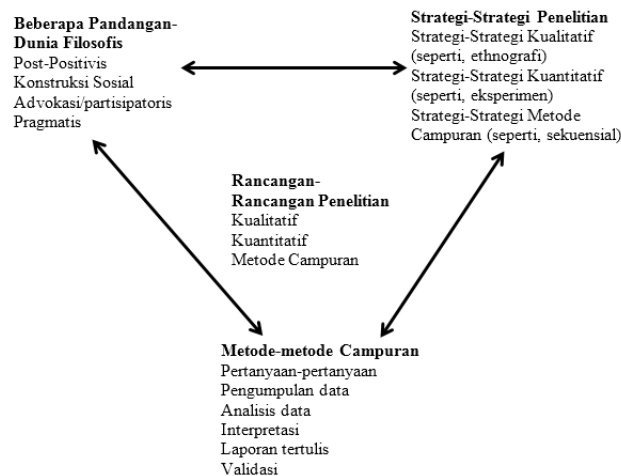 Beberapa Pandangan-
Dunia Filosofis
Post-Positivis
Konstruksi Sosial
Advokasi/partisipatoris
Pragmatis
Strategi-Strategi Penelitian
Strategi-Strategi Kualitatif
(seperti, ethnografi)
Strategi-Strategi Kuantitatif
(seperti, eksperimen)
Strategi-Strategi Metode
Campuran (seperti, sekuensial)
Rancangan-
Rancangan Penelitian
Kualitatif
Kuantitatif
Metode Campuran
Metode-metode Campuran
Pertanyaan-pertanyaan
Pengumpulan data
Analisis data
Interpretasi
Laporan tertulis
Validasi